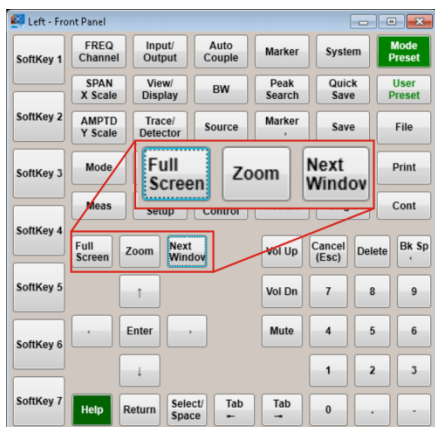 Left - Front Panel
SoftKey 1
FREQ
Channel
Input/
Output
Auto
Couple
Marker
System
Mode
Preset
SPAN
X Scale
View/
Display
BW
Peak
Search
Quick
Save
User
Preset
SoftKey 2
AMPTD
Y Scale
Trace/
Detector
Source
Marker
Save
File
SoftKey 3
Mode
Full
Screen
Zoom
Next
Window
Print
Meas
Setup
Control
Cont
SoftKey 4
Full
Screen
Zoom
Next
Window
Vol Up
Cancel
(Esc)
Delete
Bk Sp
SoftKey 5
↑
Vol Dn
7
8
9
SoftKey 6
Enter
Mute
4
5
6
↓
1
2
3
SoftKey 7
Help
Return
Select/
Space
Tab
←
Tab
→
0
.
-